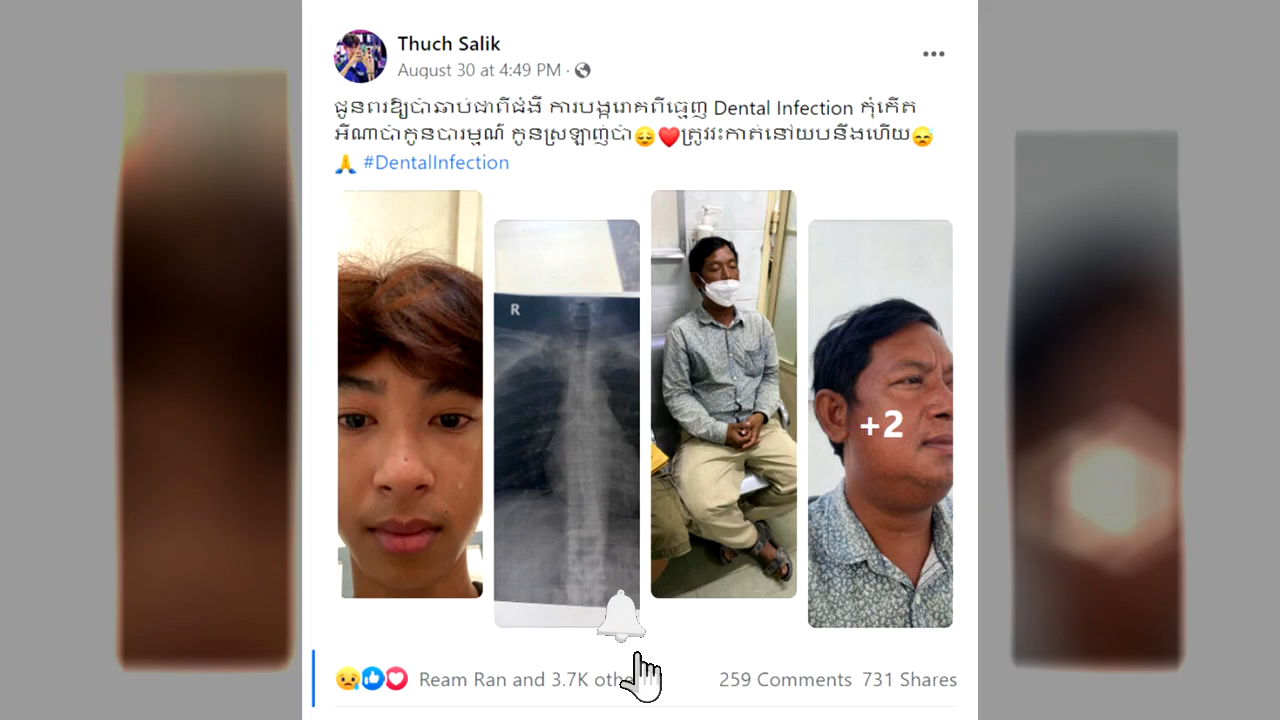 Thuch Salik
August 30 at 4:49 PM ·
ជូនពរឱ្យប៉ាឆាប់ជាពីជំងឺ ការបង្ករោគពីធ្មេញ Dental Infection កុំកើត
អីណាប៉ាកូនបារម្មណ៍ កូនស្រឡាញ់ប៉ា😔❤️ត្រូវវះកាត់នៅយប់នឹងហើយ😓
🙏 #DentalInfection
R
+2
Ream Ran and 3.7K oth
259 Comments 731 Shares